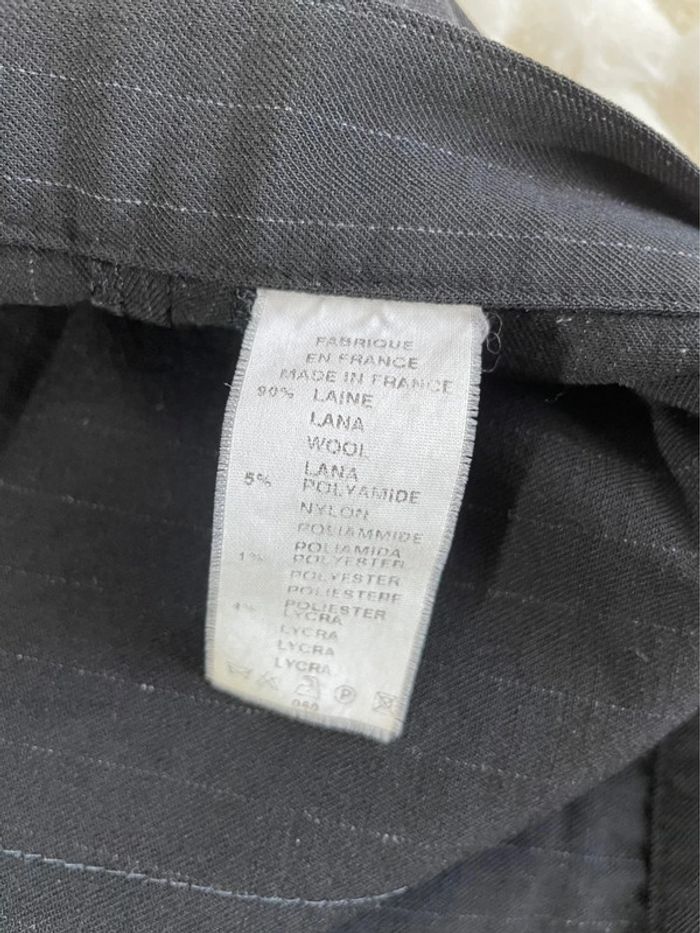 FABRIQUE
EN FRANCE
MADE IN FRANCE
90% LAINE
LANA
WOOL
LANA
5% POLYAMIDE
NYLON
POLIAMMIDE
POLIAMIDA
1% POLYESTER
POLYESTER
POLIESTERE
POLIESTER
4% LYCRA
LYCRA
LYCRA
LYCRA
P